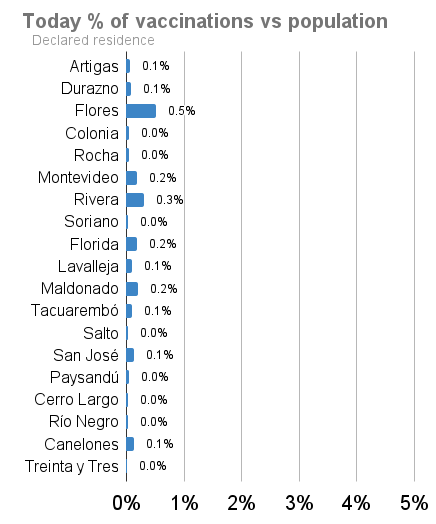 Today % of vaccinations vs population
Declared residence
Artigas 0.1%
Durazno 0.1%
Flores 0.5%
Colonia 0.0%
Rocha 0.0%
Montevideo 0.2%
Rivera 0.3%
Soriano 0.0%
Florida 0.2%
Lavalleja 0.1%
Maldonado 0.2%
Tacuarembó 0.1%
Salto 0.0%
San José 0.1%
Paysandú 0.0%
Cerro Largo 0.0%
Río Negro 0.0%
Canelones 0.1%
Treinta y Tres 0.0%
0% 1% 2% 3% 4% 5%